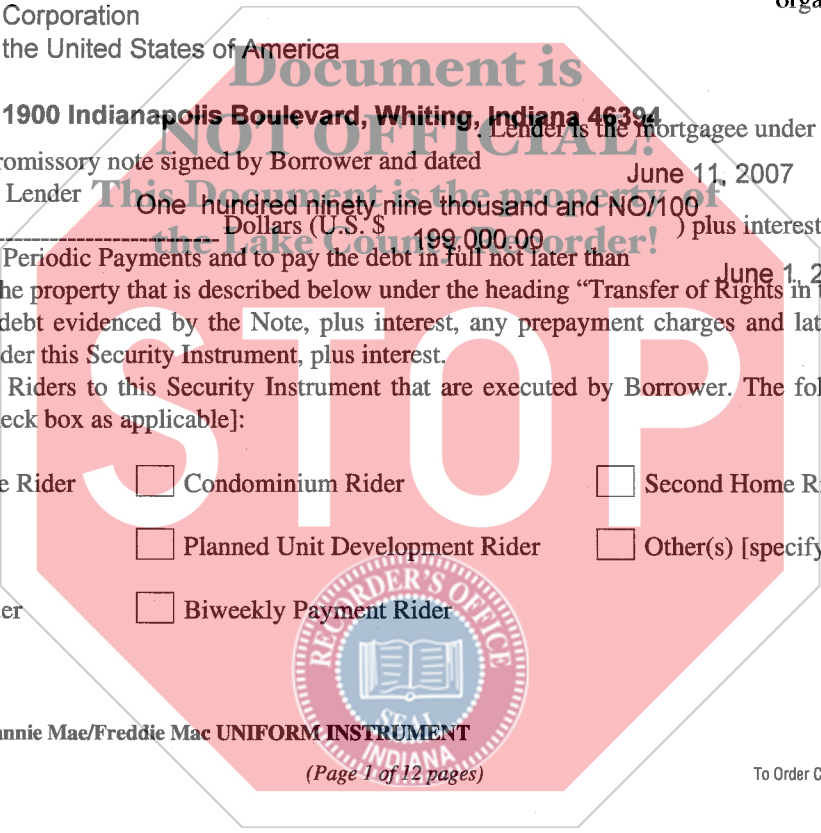 orga
Corporation
the United States of America
Document is
1900 Indianapolis Boulevard, Whiting, Indiana 46394
. Lender is the mortgagee under
NOT OFFICIAL!
romissory note signed by Borrower and dated June 11, 2007
Lender One hundred ninety nine thousand and NO/100
This Document is the property of
Dollars (U.S. $ 199,000.00 ) plus interest
the Lake County Recorder!
Periodic Payments and to pay the debt in full not later than June 1, 2
he property that is described below under the heading “Transfer of Rights in
debt evidenced by the Note, plus interest, any prepayment charges and lat
der this Security Instrument, plus interest.
Riders to this Security Instrument that are executed by Borrower. The fol
eck box as applicable]:
STOP
e Rider Condominium Rider Second Home R
Planned Unit Development Rider Other(s) [specify
er Biweekly Payment Rider
RECORDER'S OFFICE
SEAL
INDIANA
annie Mae/Freddie Mac UNIFORM INSTRUMENT
(Page 1 of 12 pages)
To Order C